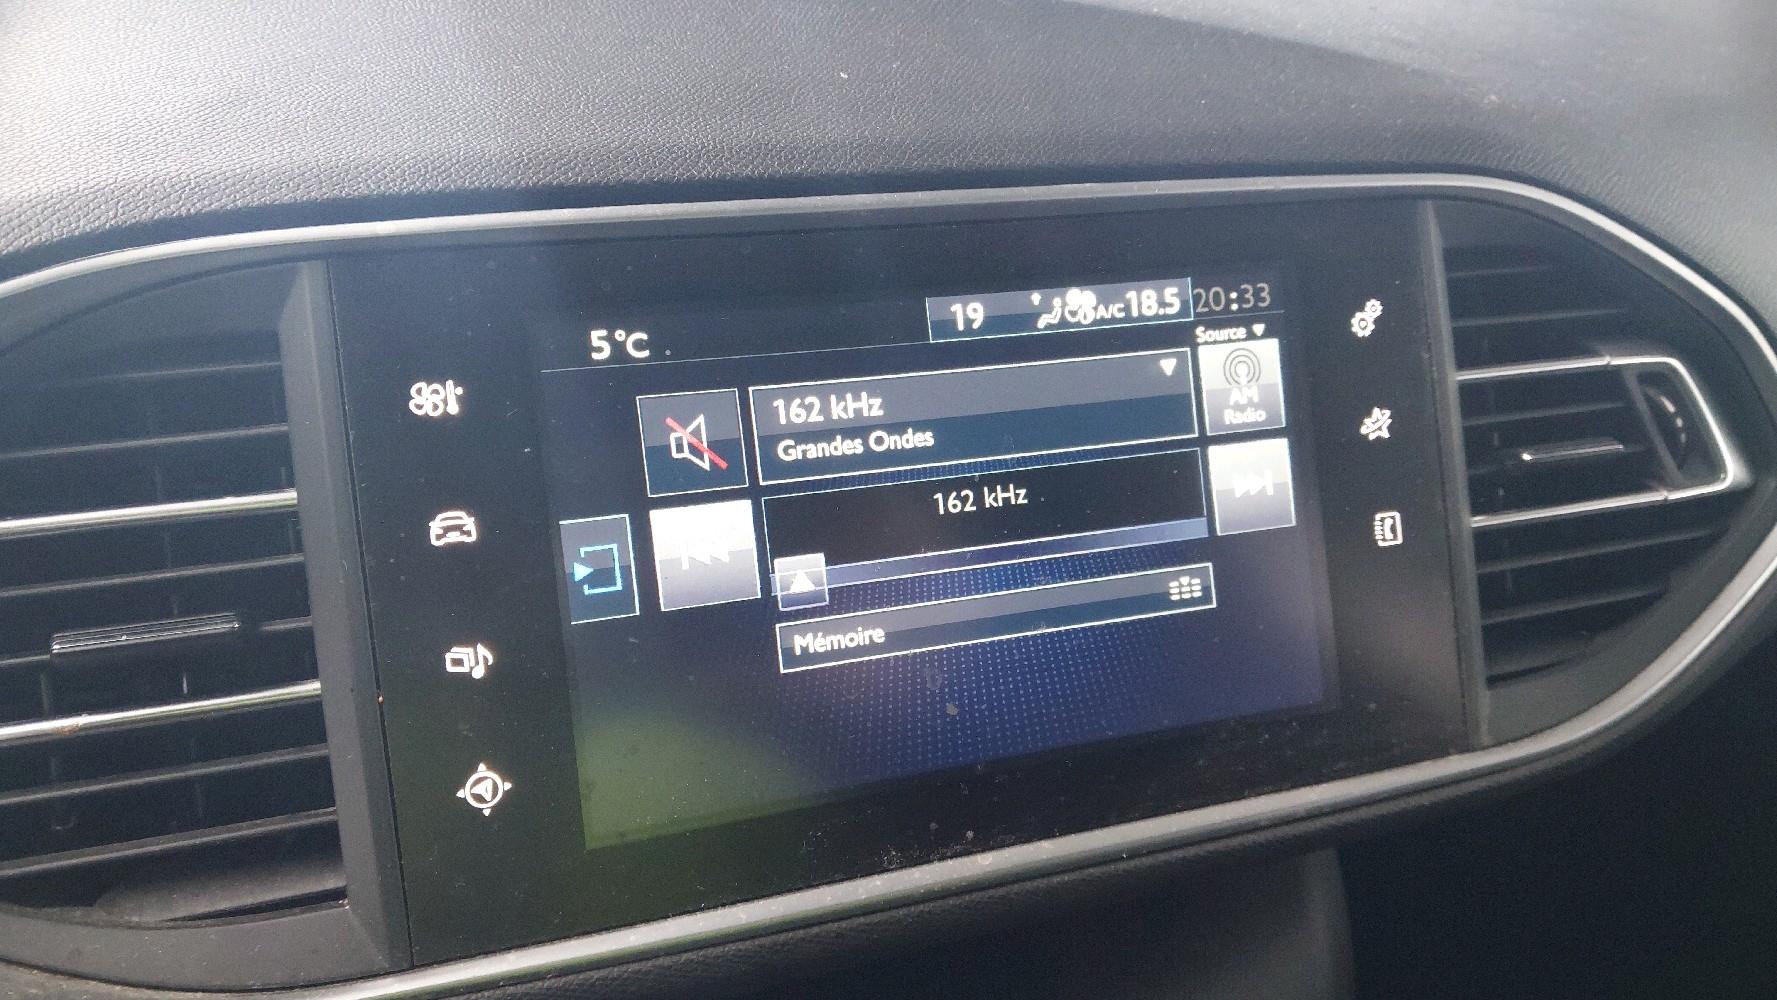 5°C
19
A/C 18.5
20:33
Source
162 kHz
Grandes Ondes
AM
Radio
162 kHz
Mémoire